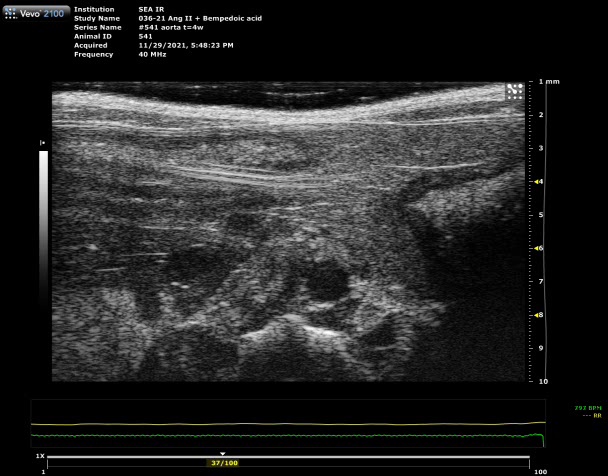 Vevo 2100
Institution SEA IR
Study Name 036-21 Ang II + Bempedoic acid
Series Name #541 aorta t=4w
Animal ID 541
Acquired 11/29/2021, 5:48:23 PM
Frequency 40 MHz
1 mm
2
3
4
5
6
7
8
9
10
BPM
RR
1X
37/100
1
100